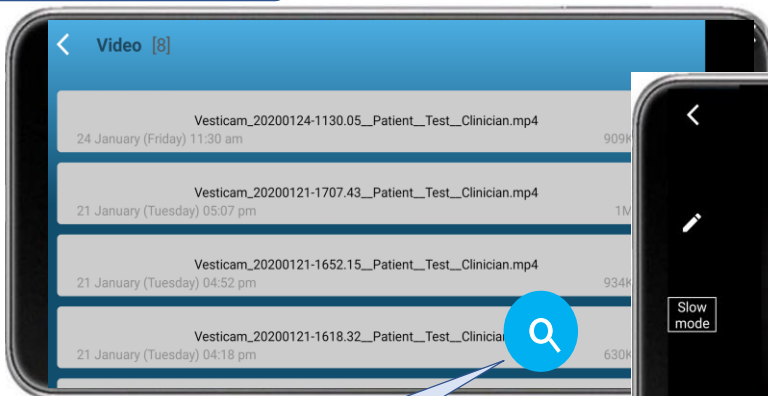 Video [8]
Vesticam_20200124-1130.05__Patient__Test__Clinician.mp4
24 January (Friday) 11:30 am
909K
Vesticam_20200121-1707.43__Patient__Test__Clinician.mp4
21 January (Tuesday) 05:07 pm
1M
Vesticam_20200121-1652.15__Patient__Test__Clinician.mp4
21 January (Tuesday) 04:52 pm
934K
Vesticam_20200121-1618.32__Patient__Test__Clinicia
21 January (Tuesday) 04:18 pm
630K
Slow
mode